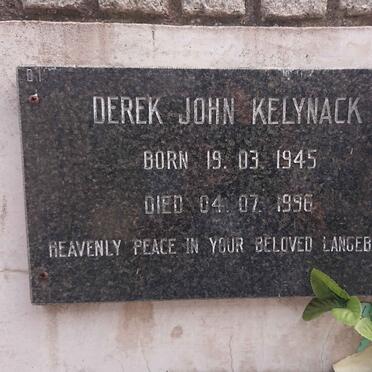 DEREK JOHN KELYNACK
BORN 19. 03. 1945
DIED 04. 07. 1996
HEAVENLY PEACE IN YOUR BELOVED LANGEB